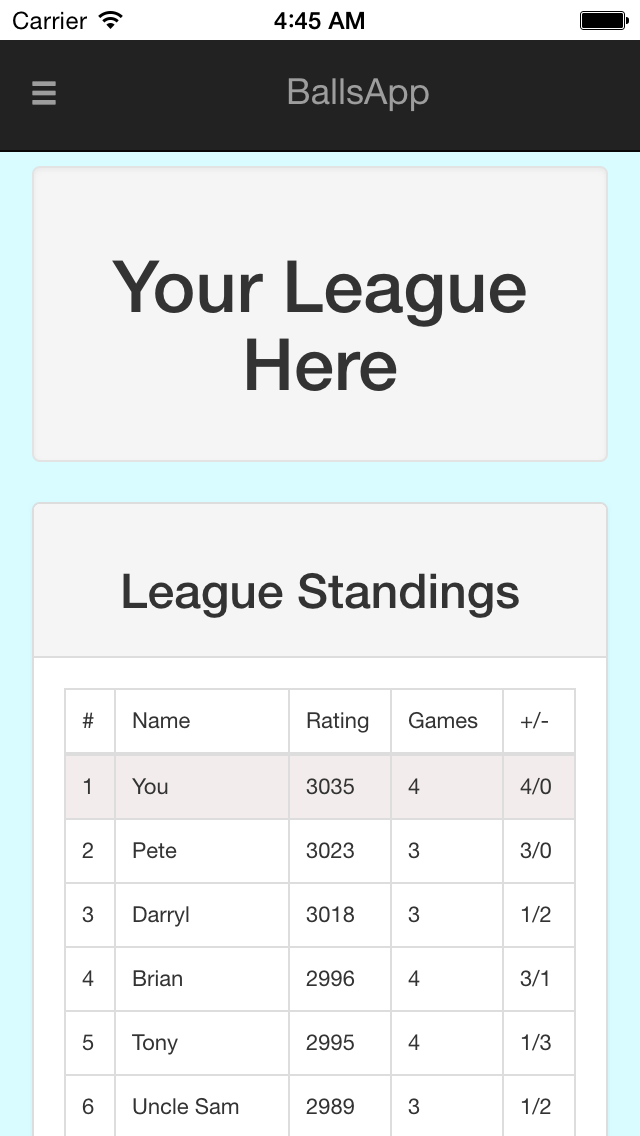 Carrier 4:45 AM
BallsApp
Your League
Here
League Standings
# Name Rating Games +/-
1 You 3035 4 4/0
2 Pete 3023 3 3/0
3 Darryl 3018 3 1/2
4 Brian 2996 4 3/1
5 Tony 2995 4 1/3
6 Uncle Sam 2989 3 1/2